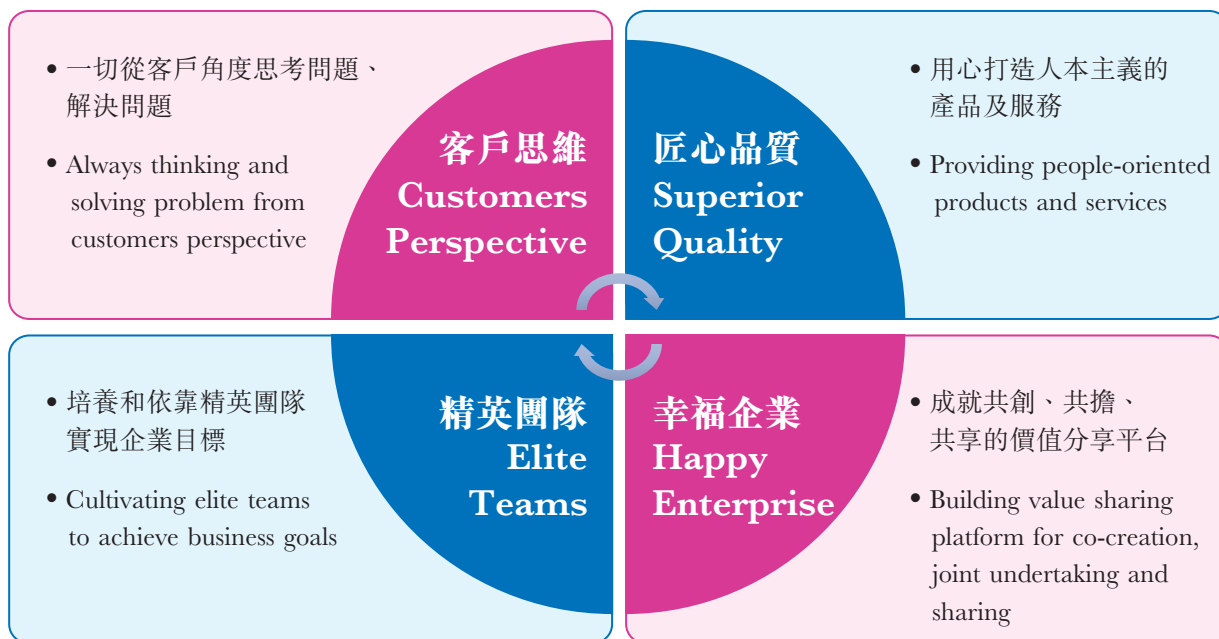 • 一切從客戶角度思考問題、
解決問題
• Always thinking and
solving problem from
customers perspective
客戶思維
Customers
Perspective
匠心品質
Superior
Quality
• 用心打造人本主義的
產品及服務
• Providing people-oriented
products and services
• 培養和依靠精英團隊
實現企業目標
• Cultivating elite teams
to achieve business goals
精英團隊
Elite
Teams
幸福企業
Happy
Enterprise
• 成就共創、共擔、
共享的價值分享平台
• Building value sharing
platform for co-creation,
joint undertaking and
sharing